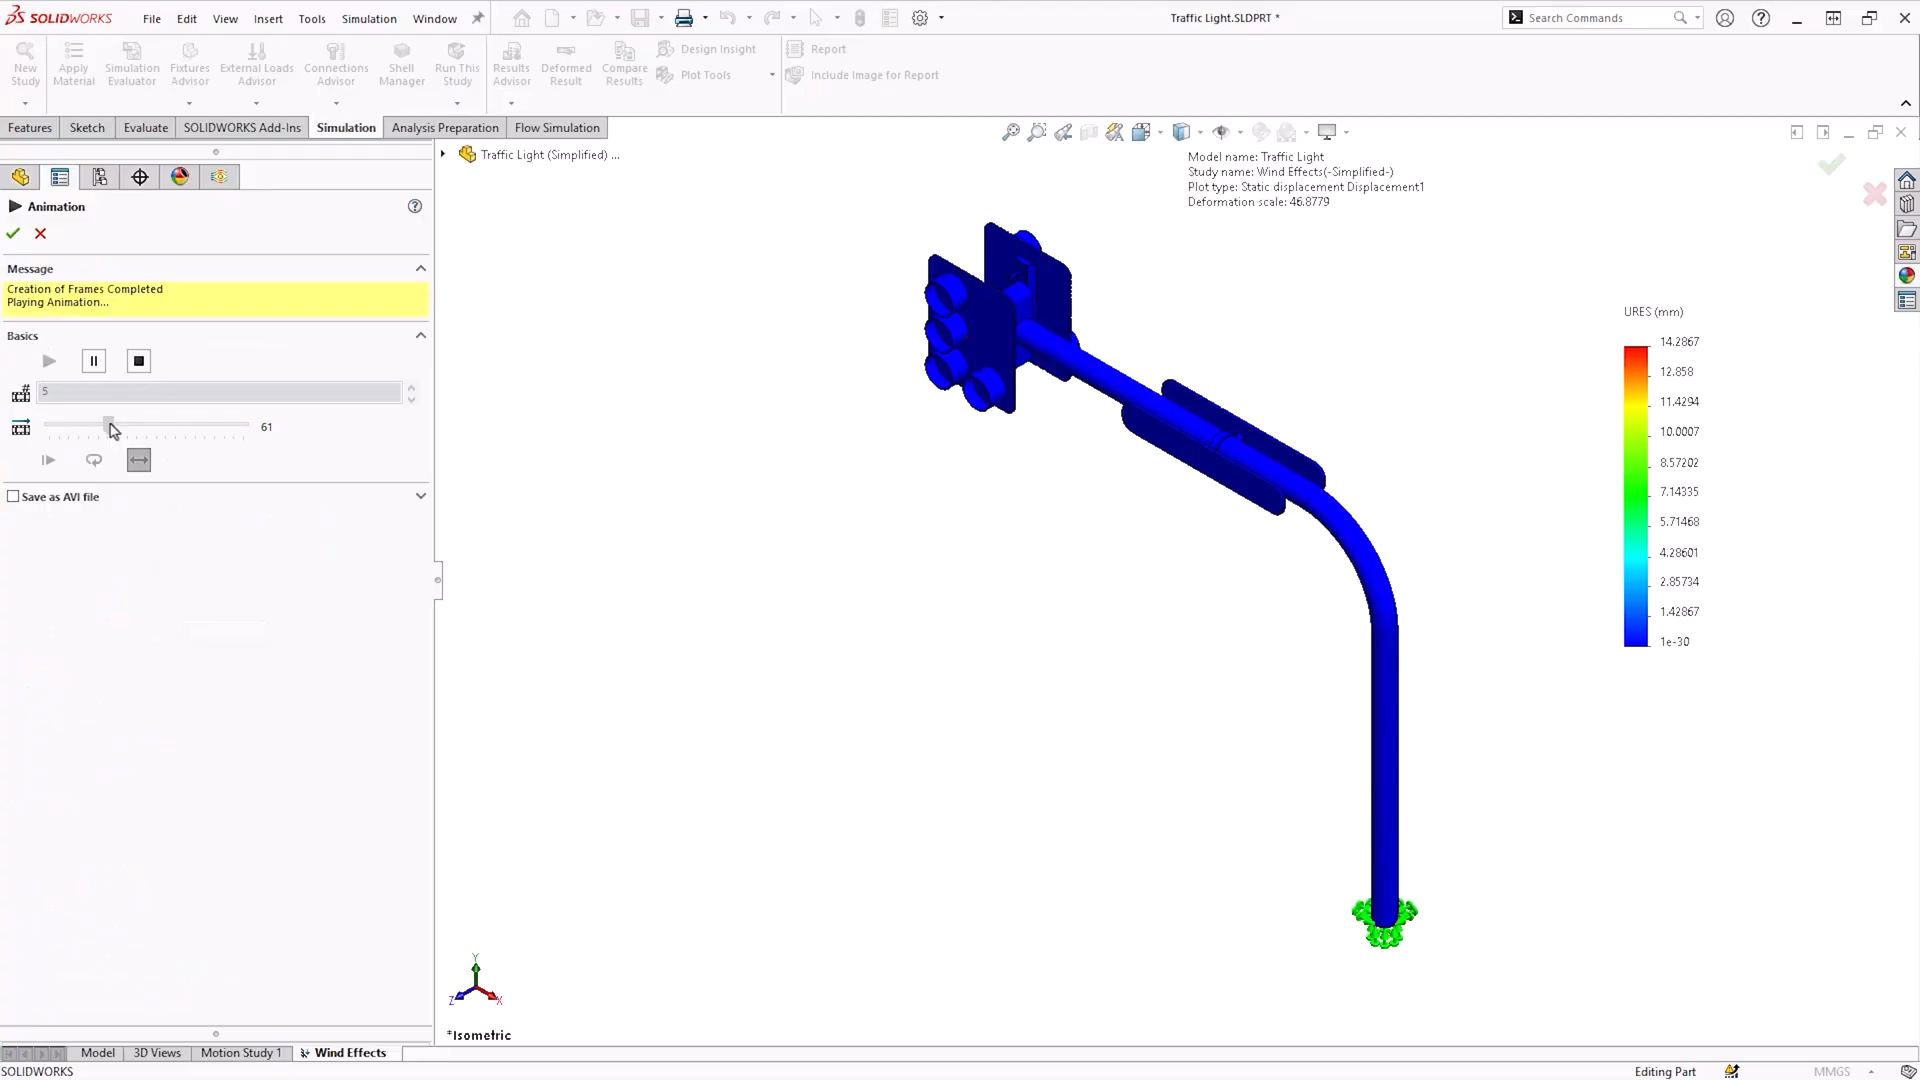 SOLIDWORKS File Edit View Insert Tools Simulation Window Traffic Light.SLDPRT * Search Commands
New Study
Apply Material
Simulation Evaluator
Fixtures Advisor
External Loads Advisor
Connections Advisor
Shell Manager
Run This Study
Results Advisor
Deformed Result
Compare Results
Design Insight
Plot Tools
Report
Include Image for Report
Features Sketch Evaluate SOLIDWORKS Add-Ins Simulation Analysis Preparation Flow Simulation
Traffic Light (Simplified) ...
Model name: Traffic Light
Study name: Wind Effects(-Simplified-)
Plot type: Static displacement Displacement1
Deformation scale: 46.8779
Animation
Message
Creation of Frames Completed
Playing Animation...
Basics
5
61
Save as AVI file
URES (mm)
14.2867
12.858
11.4294
10.0007
8.57202
7.14335
5.71468
4.28601
2.85734
1.42867
1e-30
Y
Z X
*Isometric
Model 3D Views Motion Study 1 Wind Effects
SOLIDWORKS Editing Part MMGS